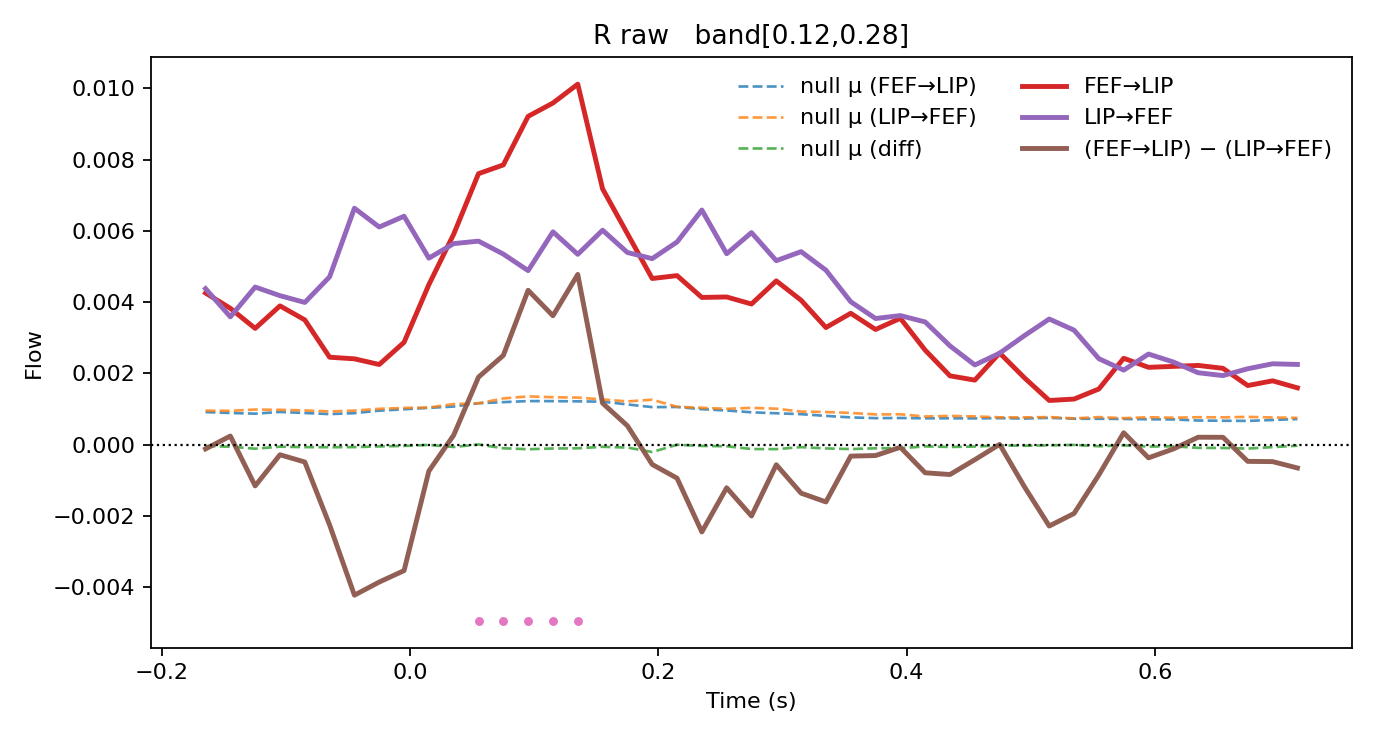 R raw   band[0.12,0.28]
null μ (FEF→LIP)
null μ (LIP→FEF)
null μ (diff)
FEF→LIP
LIP→FEF
(FEF→LIP) − (LIP→FEF)
Flow
0.010
0.008
0.006
0.004
0.002
0.000
−0.002
−0.004
−0.2
0.0
0.2
0.4
0.6
Time (s)